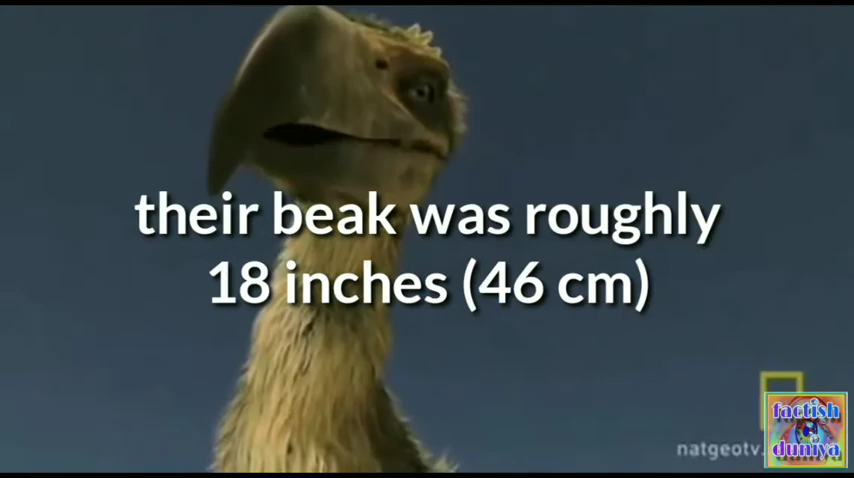 their beak was roughly
18 inches (46 cm)
natgeotv.
factish
duniya